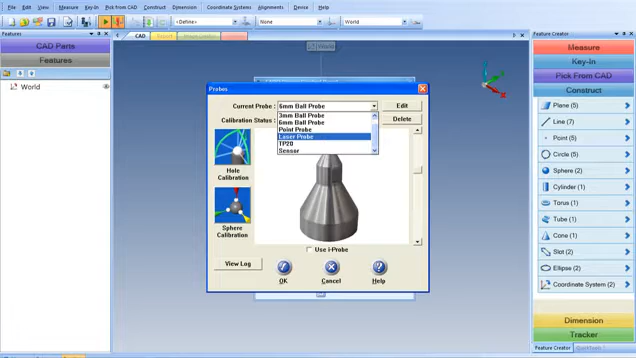 File Edit View Measure Key-In Pick from CAD Construct Dimension Coordinate Systems Alignments Devise Help
<Define> None World
Features
CAD
CAD Parts
Features
World
World
Probes
Current Probe : 6mm Ball Probe
Edit
Calibration Status :
Delete
3mm Ball Probe
6mm Ball Probe
Point Probe
Laser Probe
TP20
Sensor
Hole
Calibration
Sphere
Calibration
Use i-Probe
View Log
OK
Cancel
Help
Feature Creator
Measure
Key-In
Pick From CAD
Construct
Plane (5)
Line (7)
Point (5)
Circle (5)
Sphere (2)
Cylinder (1)
Torus (1)
Tube (1)
Cone (1)
Slot (2)
Ellipse (2)
Coordinate System (2)
Dimension
Tracker
Feature Creator